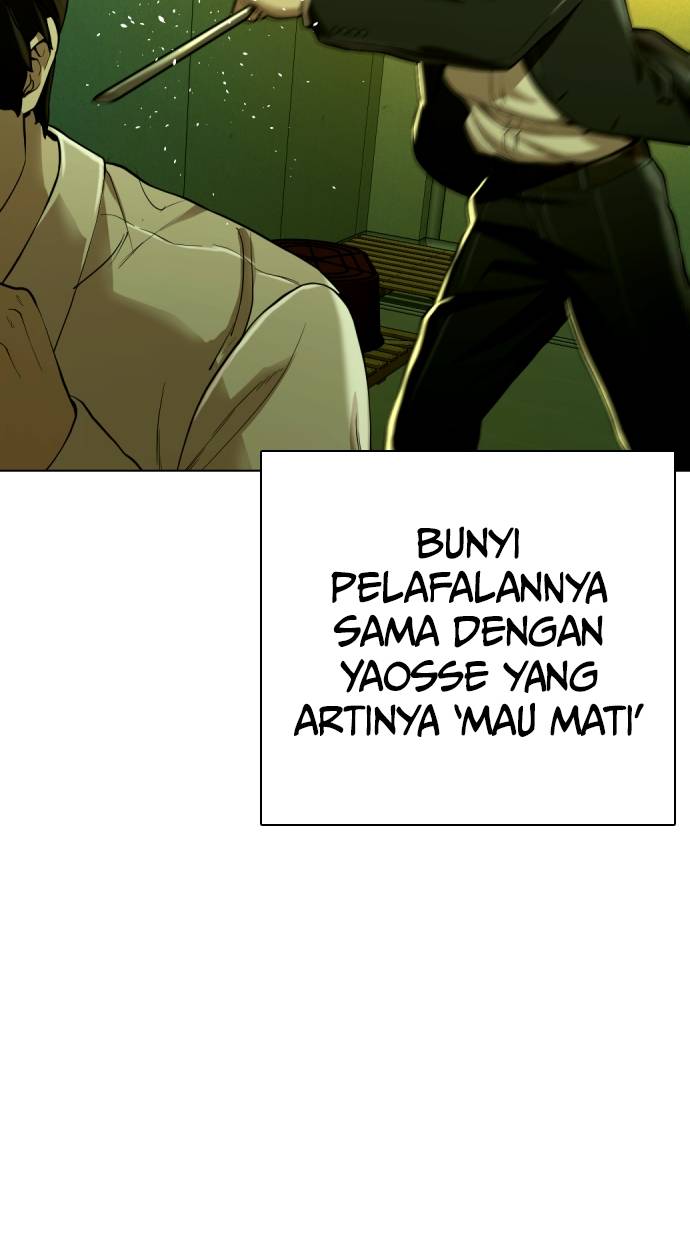 BUNYI
PELAFALANNYA
SAMA DENGAN
YAOSSE YANG
ARTINYA 'MAU MATI'